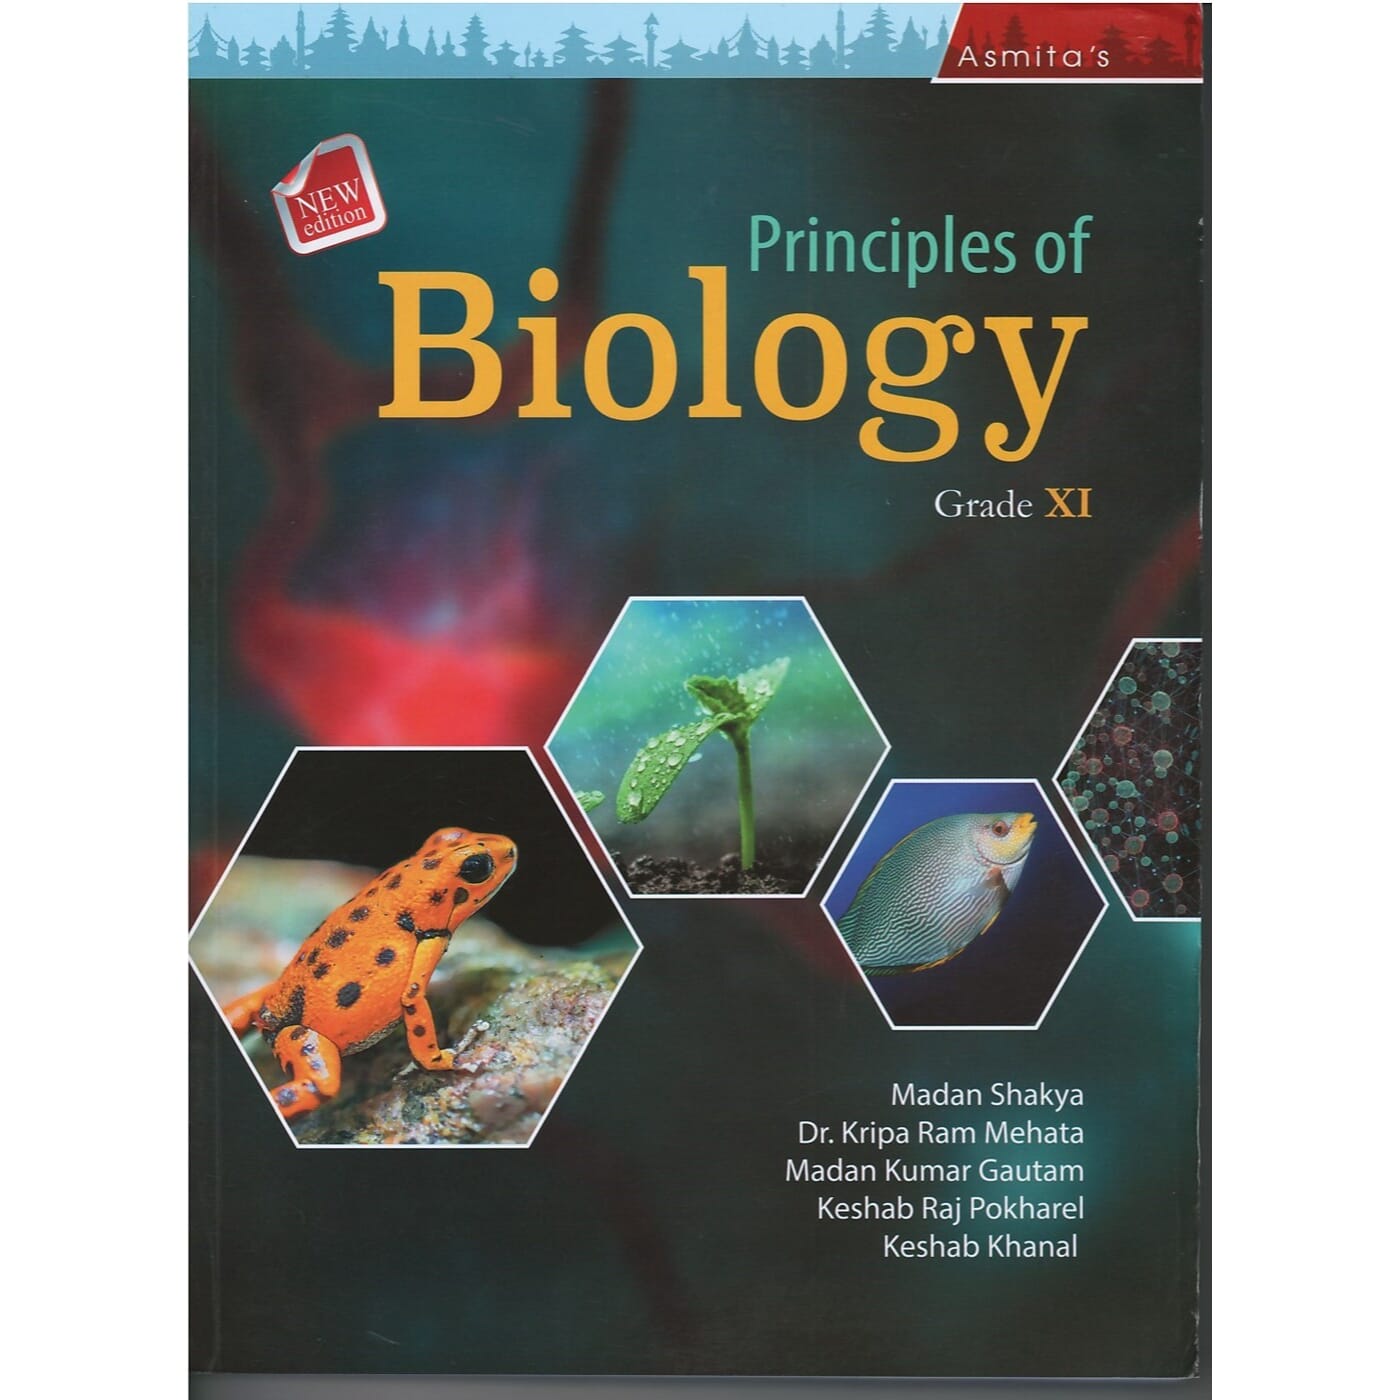 Asmita's
NEW
edition
Principles of
Biology
Grade XI
Madan Shakya
Dr. Kripa Ram Mehata
Madan Kumar Gautam
Keshab Raj Pokharel
Keshab Khanal